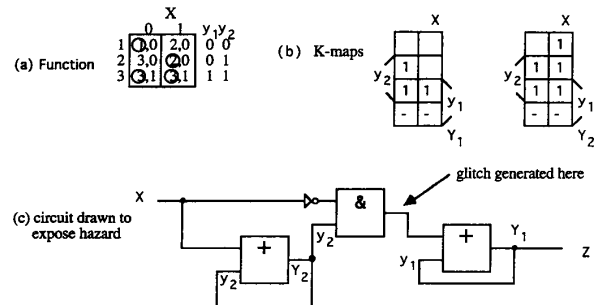 X
0 1 y1y2
1 1,0 2,0 0 0
2 3,0 2,0 0 1
3 3,1 3,1 1 1
(a) Function
(b) K-maps
X
1
y2 1
1 1 y1
- -
Y1
X
1
y2 1 1
1 1 y1
- -
Y2
glitch generated here
X
&
(c) circuit drawn to
expose hazard
y2
+
Y2
y2
+
Y1
y1
Z